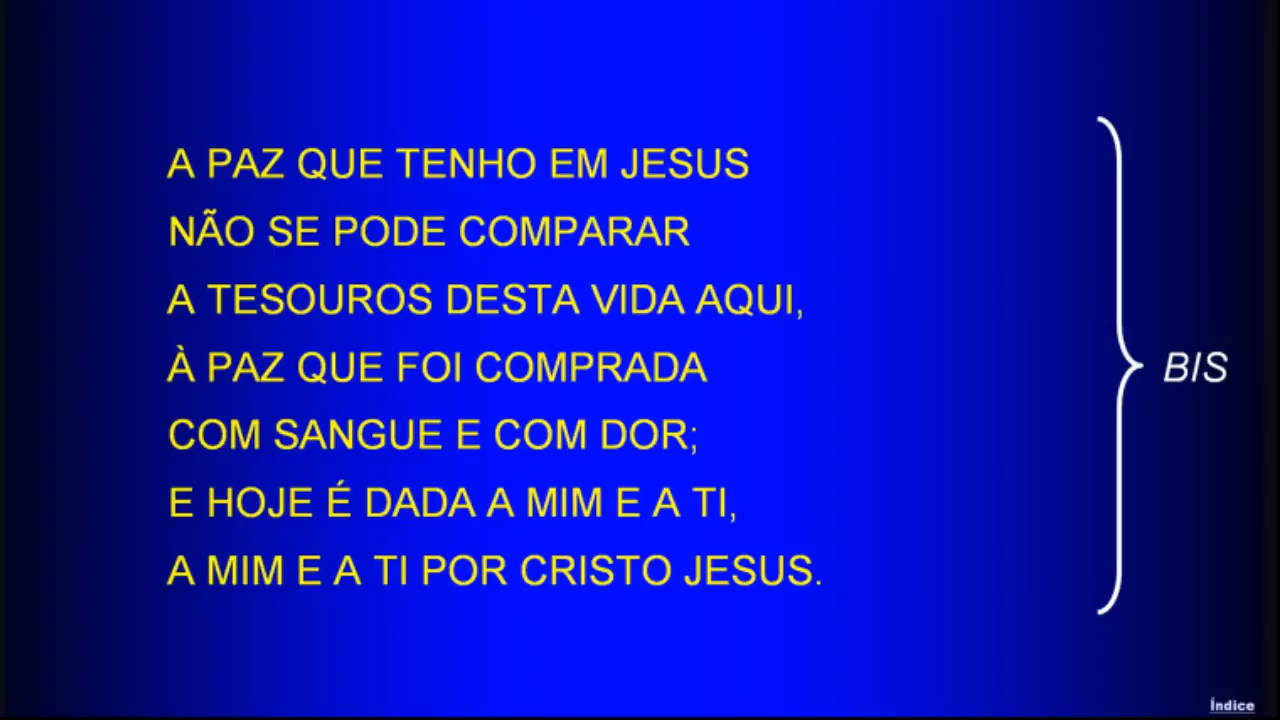 A PAZ QUE TENHO EM JESUS
NÃO SE PODE COMPARAR
A TESOUROS DESTA VIDA AQUI,
À PAZ QUE FOI COMPRADA
COM SANGUE E COM DOR;
E HOJE É DADA A MIM E A TI,
A MIM E A TI POR CRISTO JESUS.
BIS
Índice